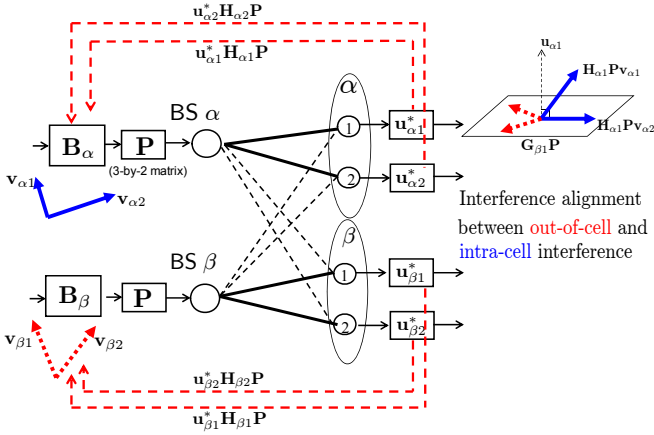 u*α2Hα2P
u*α1Hα1P
uα1
Hα1Pvα1
Hα1Pvα2
Gβ1P
BS α
α
1
2
Bα
P
(3-by-2 matrix)
u*α1
u*α2
vα1
vα2
Interference alignment
between out-of-cell and
intra-cell interference
BS β
β
1
2
Bβ
P
u*β1
u*β2
vβ1
vβ2
u*β2Hβ2P
u*β1Hβ1P